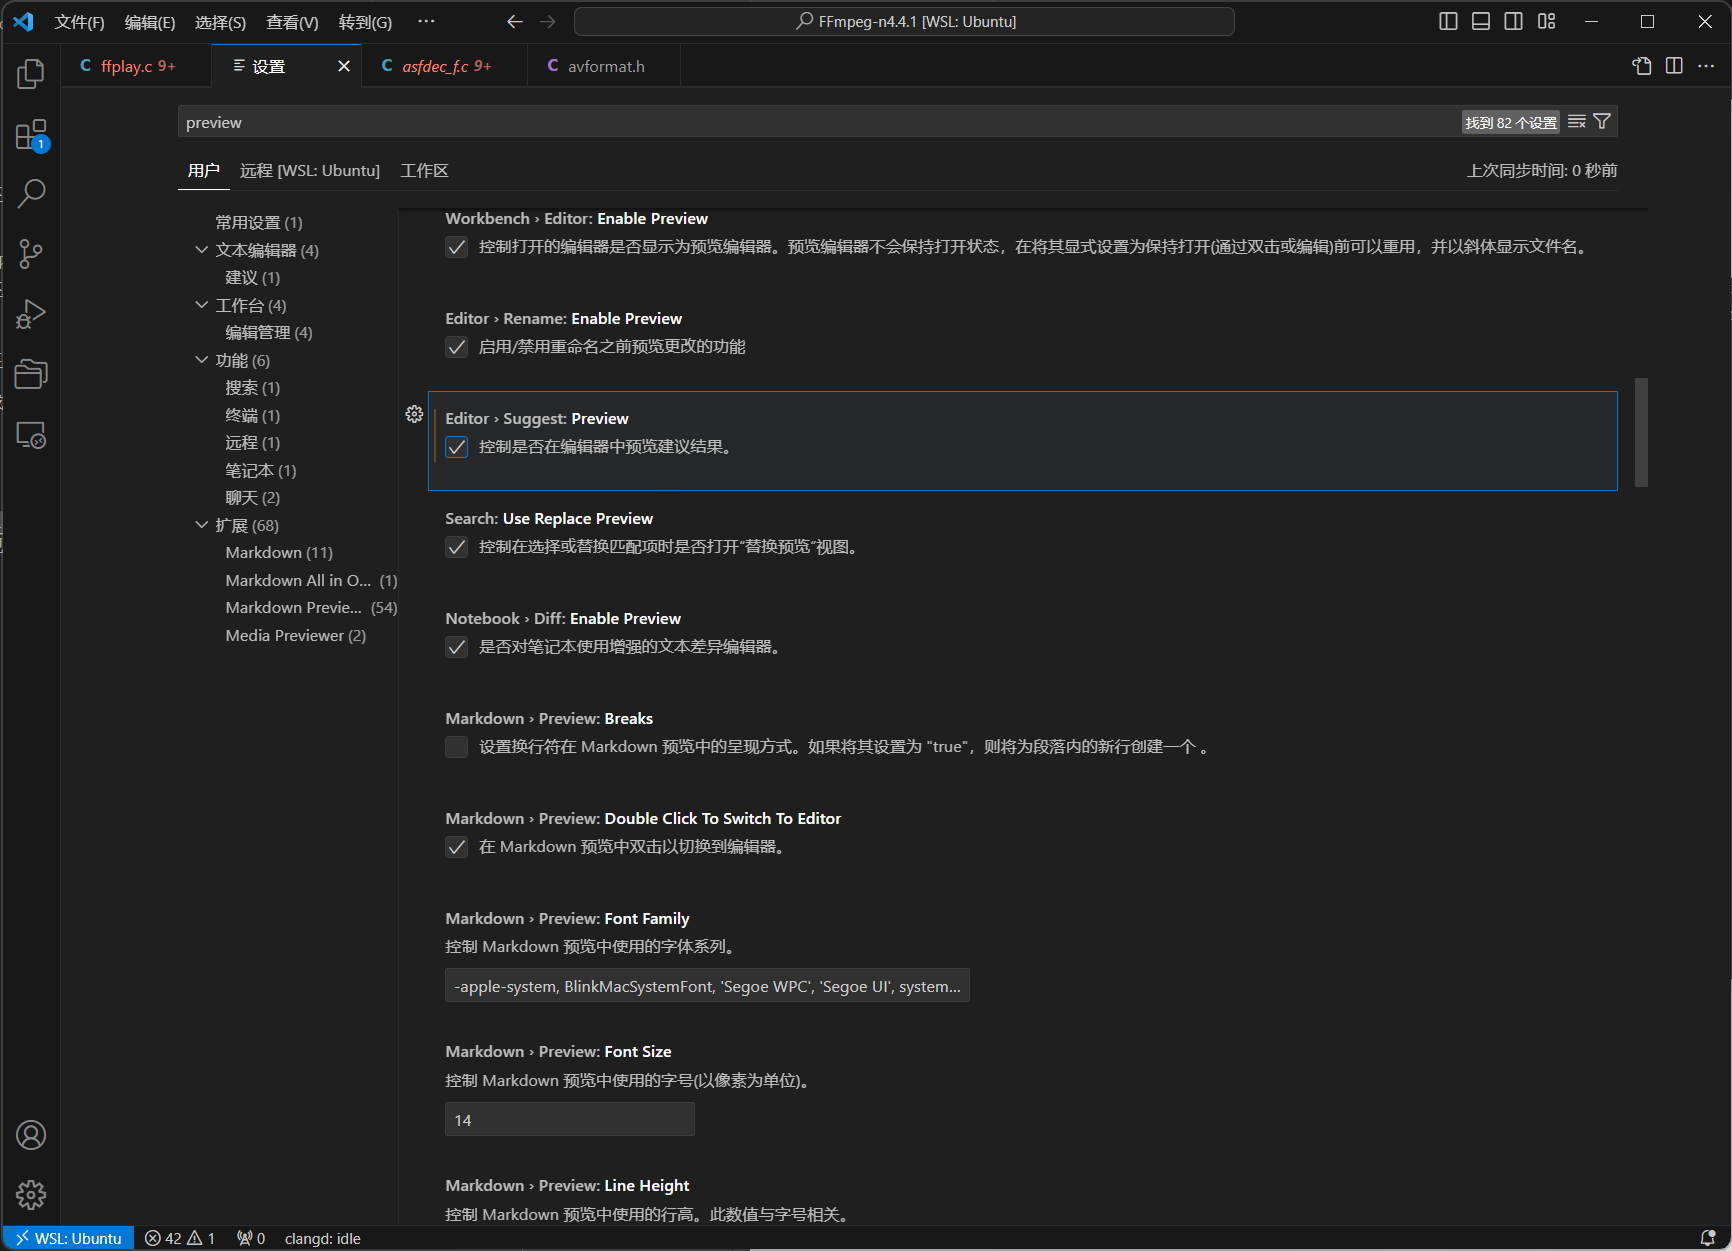 文件(F) 编辑(E) 选择(S) 查看(V) 转到(G) ··· FFmpeg-n4.4.1 [WSL: Ubuntu]
C ffplay.c 9+ 设置 C asfdec_f.c 9+ C avformat.h
preview 找到 82 个设置
1
用户 远程 [WSL: Ubuntu] 工作区 上次同步时间: 0 秒前
常用设置 (1)
文本编辑器 (4)
建议 (1)
工作台 (4)
编辑管理 (4)
功能 (6)
搜索 (1)
终端 (1)
远程 (1)
笔记本 (1)
聊天 (2)
扩展 (68)
Markdown (11)
Markdown All in O... (1)
Markdown Previe... (54)
Media Previewer (2)
Workbench › Editor: Enable Preview
控制打开的编辑器是否显示为预览编辑器。预览编辑器不会保持打开状态，在将其显式设置为保持打开(通过双击或编辑)前可以重用，并以斜体显示文件名。
Editor › Rename: Enable Preview
启用/禁用重命名之前预览更改的功能
Editor › Suggest: Preview
控制是否在编辑器中预览建议结果。
Search: Use Replace Preview
控制在选择或替换匹配项时是否打开“替换预览”视图。
Notebook › Diff: Enable Preview
是否对笔记本使用增强的文本差异编辑器。
Markdown › Preview: Breaks
设置换行符在 Markdown 预览中的呈现方式。如果将其设置为 "true"，则将为段落内的新行创建一个 。
Markdown › Preview: Double Click To Switch To Editor
在 Markdown 预览中双击以切换到编辑器。
Markdown › Preview: Font Family
控制 Markdown 预览中使用的字体系列。
-apple-system, BlinkMacSystemFont, 'Segoe WPC', 'Segoe UI', system...
Markdown › Preview: Font Size
控制 Markdown 预览中使用的字号(以像素为单位)。
14
Markdown › Preview: Line Height
控制 Markdown 预览中使用的行高。此数值与字号相关。
WSL: Ubuntu 42 1 0 clangd: idle